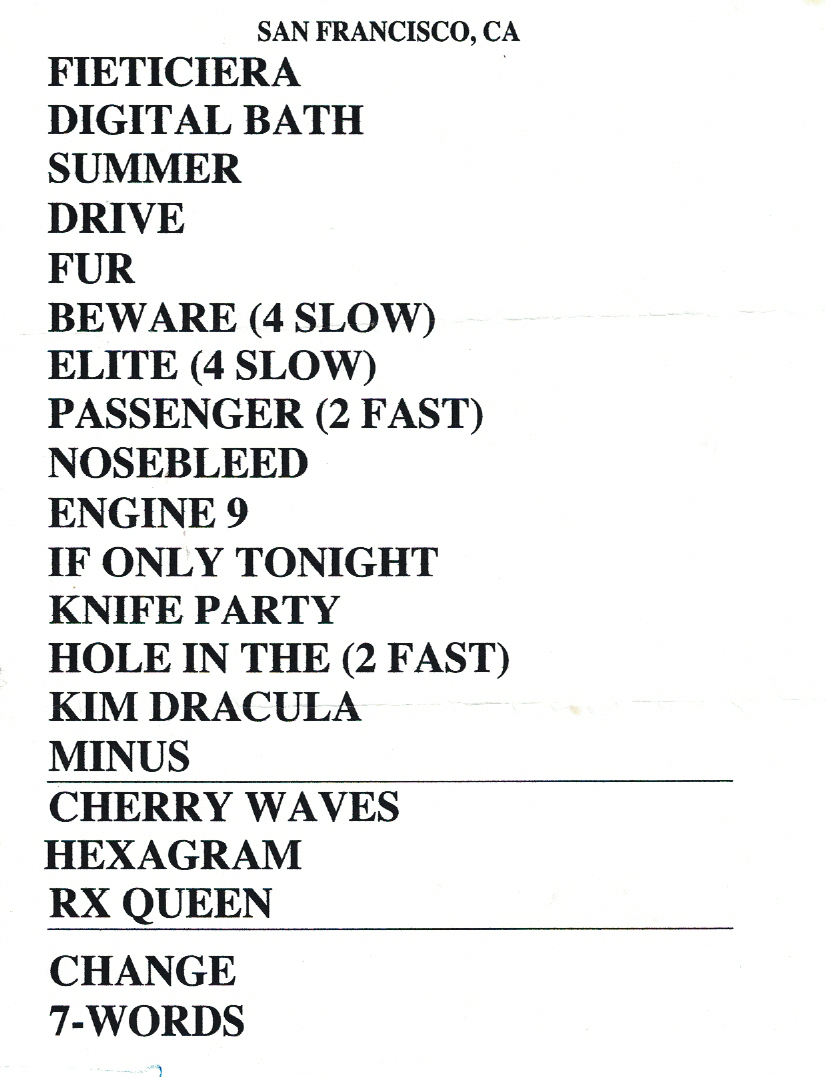 SAN FRANCISCO, CA
FIETICIERA
DIGITAL BATH
SUMMER
DRIVE
FUR
BEWARE (4 SLOW)
ELITE (4 SLOW)
PASSENGER (2 FAST)
NOSEBLEED
ENGINE 9
IF ONLY TONIGHT
KNIFE PARTY
HOLE IN THE (2 FAST)
KIM DRACULA
MINUS
CHERRY WAVES
HEXAGRAM
RX QUEEN
CHANGE
7-WORDS